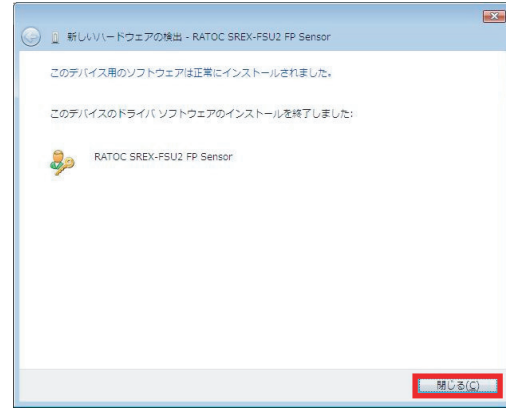 新しいハードウェアの検出 - RATOC SREX-FSU2 FP Sensor
このデバイス用のソフトウェアは正常にインストールされました。
このデバイスのドライバ ソフトウェアのインストールを終了しました:
RATOC SREX-FSU2 FP Sensor
閉じる(C)